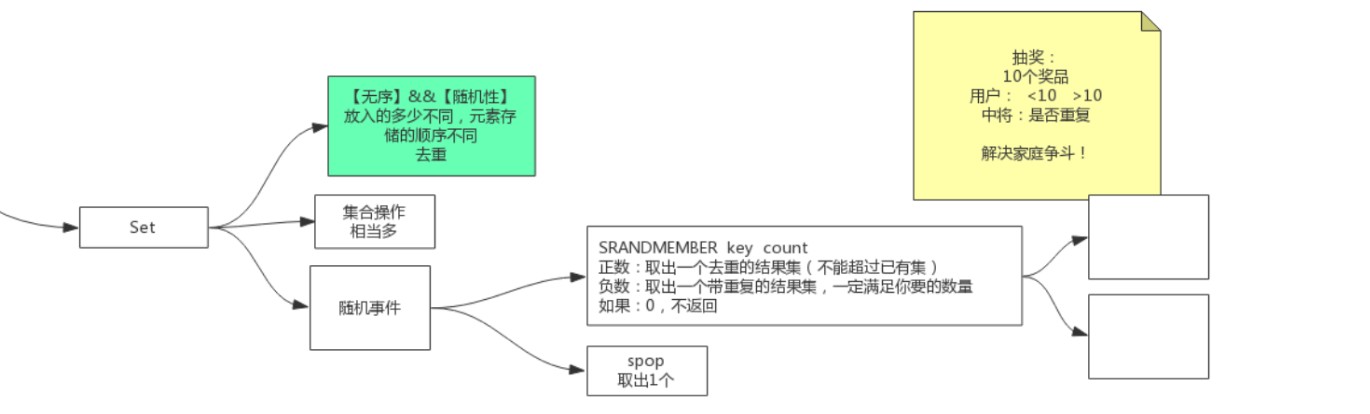 抽奖：
10个奖品
用户： <10 >10
中将：是否重复
解决家庭争斗！
【无序】&&【随机性】
放入的多少不同，元素存
储的顺序不同
去重
Set
集合操作
相当多
随机事件
SRANDMEMBER key count
正数：取出一个去重的结果集（不能超过已有集）
负数：取出一个带重复的结果集，一定满足你要的数量
如果：0，不返回
spop
取出1个